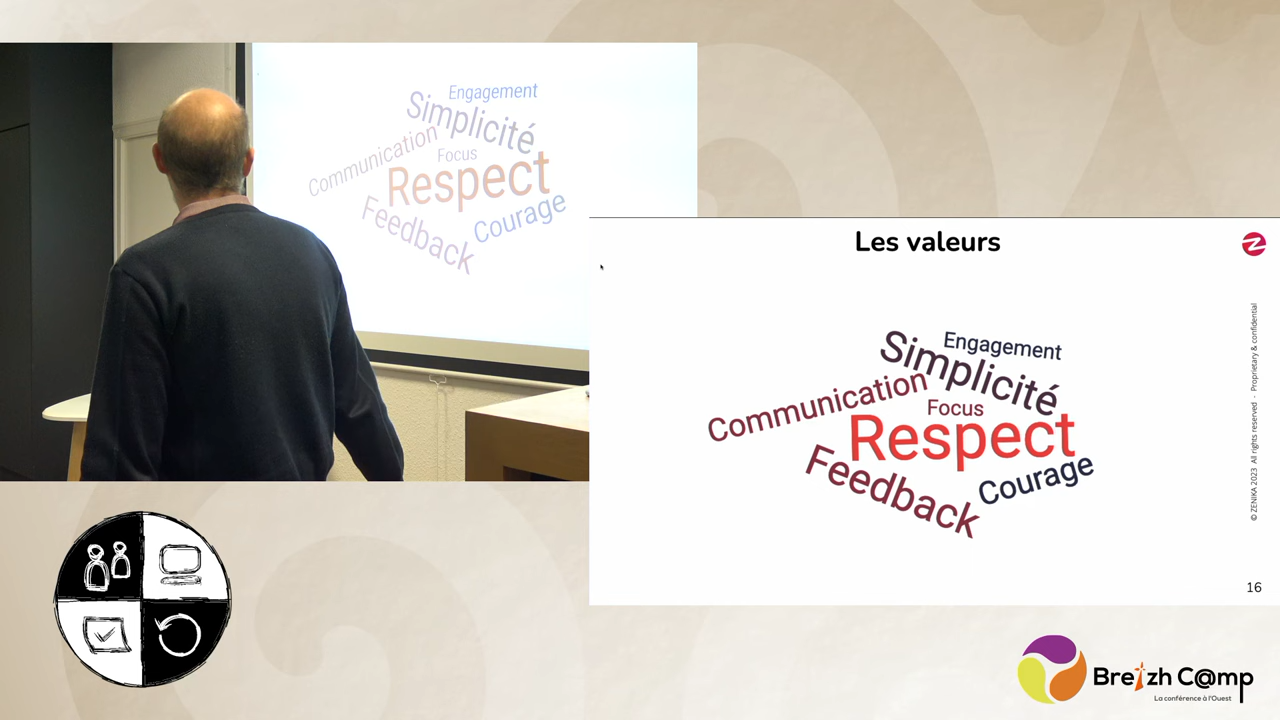 Engagement
Simplicité
Communication
Focus
Respect
Feedback
Courage
Les valeurs
Engagement
Simplicité
Communication
Focus
Respect
Feedback
Courage
© ZENIKA 2023 All rights reserved - Proprietary & confidential
16
Breizh C@mp
La conférence à l'Ouest